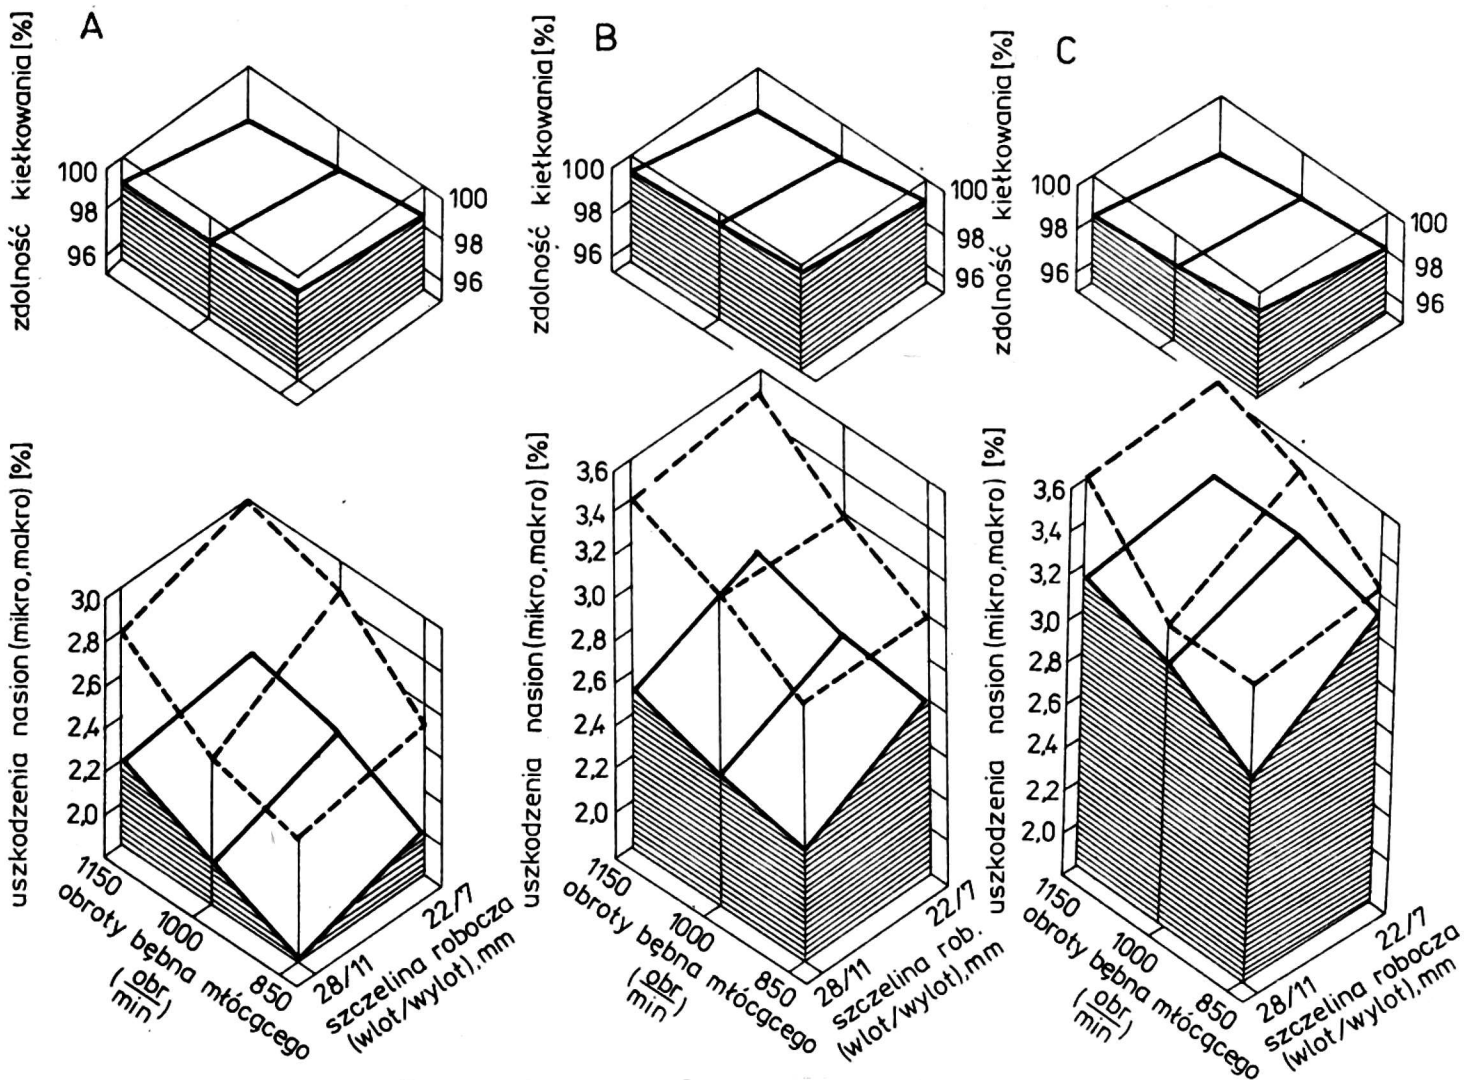 A
zdolność kiełkowania [%]
100
98
96
100
98
96
B
zdolność kiełkowania [%]
100
98
96
100
98
96
C
zdolność kiełkowania [%]
100
98
96
100
98
96
uszkodzenia nasion (mikro,makro) [%]
3,0
2,8
2,6
2,4
2,2
2,0
1150
1000
850
obroty bębna młócącego
(obr/min)
28/11
22/7
szczelina robocza
(wlot/wylot),mm
uszkodzenia nasion (mikro,makro) [%]
3,6
3,4
3,2
3,0
2,8
2,6
2,4
2,2
2,0
1150
1000
850
obroty bębna młócącego
(obr/min)
28/11
22/7
szczelina rob.
(wlot/wylot),mm
uszkodzenia nasion (mikro,makro) [%]
3,6
3,4
3,2
3,0
2,8
2,6
2,4
2,2
2,0
1150
1000
850
obroty bębna młócącego
(obr/min)
28/11
22/7
szczelina robocza
(wlot/wylot),mm